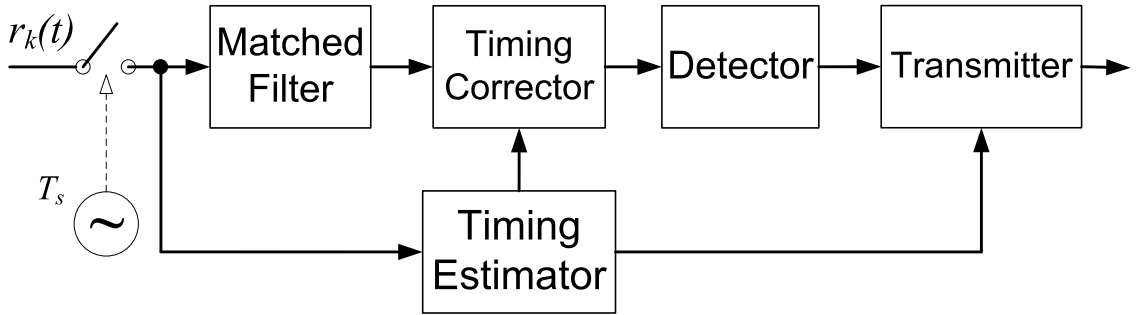 r_k(t)
Matched
Filter
Timing
Corrector
Detector
Transmitter
T_s
~
Timing
Estimator